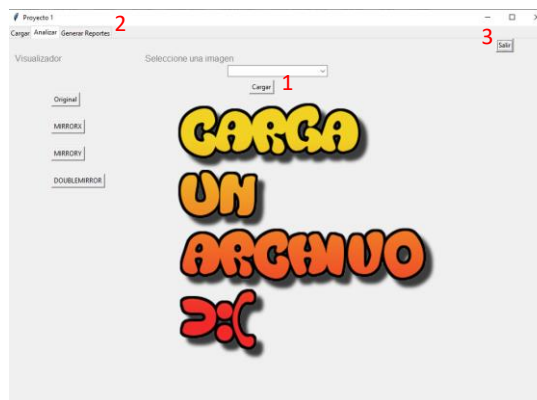 Proyecto 1
Cargar Analizar Generar Reportes 2
3
Salir
Visualizador
Seleccione una imagen
Cargar 1
Original
MIRRORX
MIRRORY
DOUBLEMIRROR
CARGA
UN
ARCHIVO
>:(